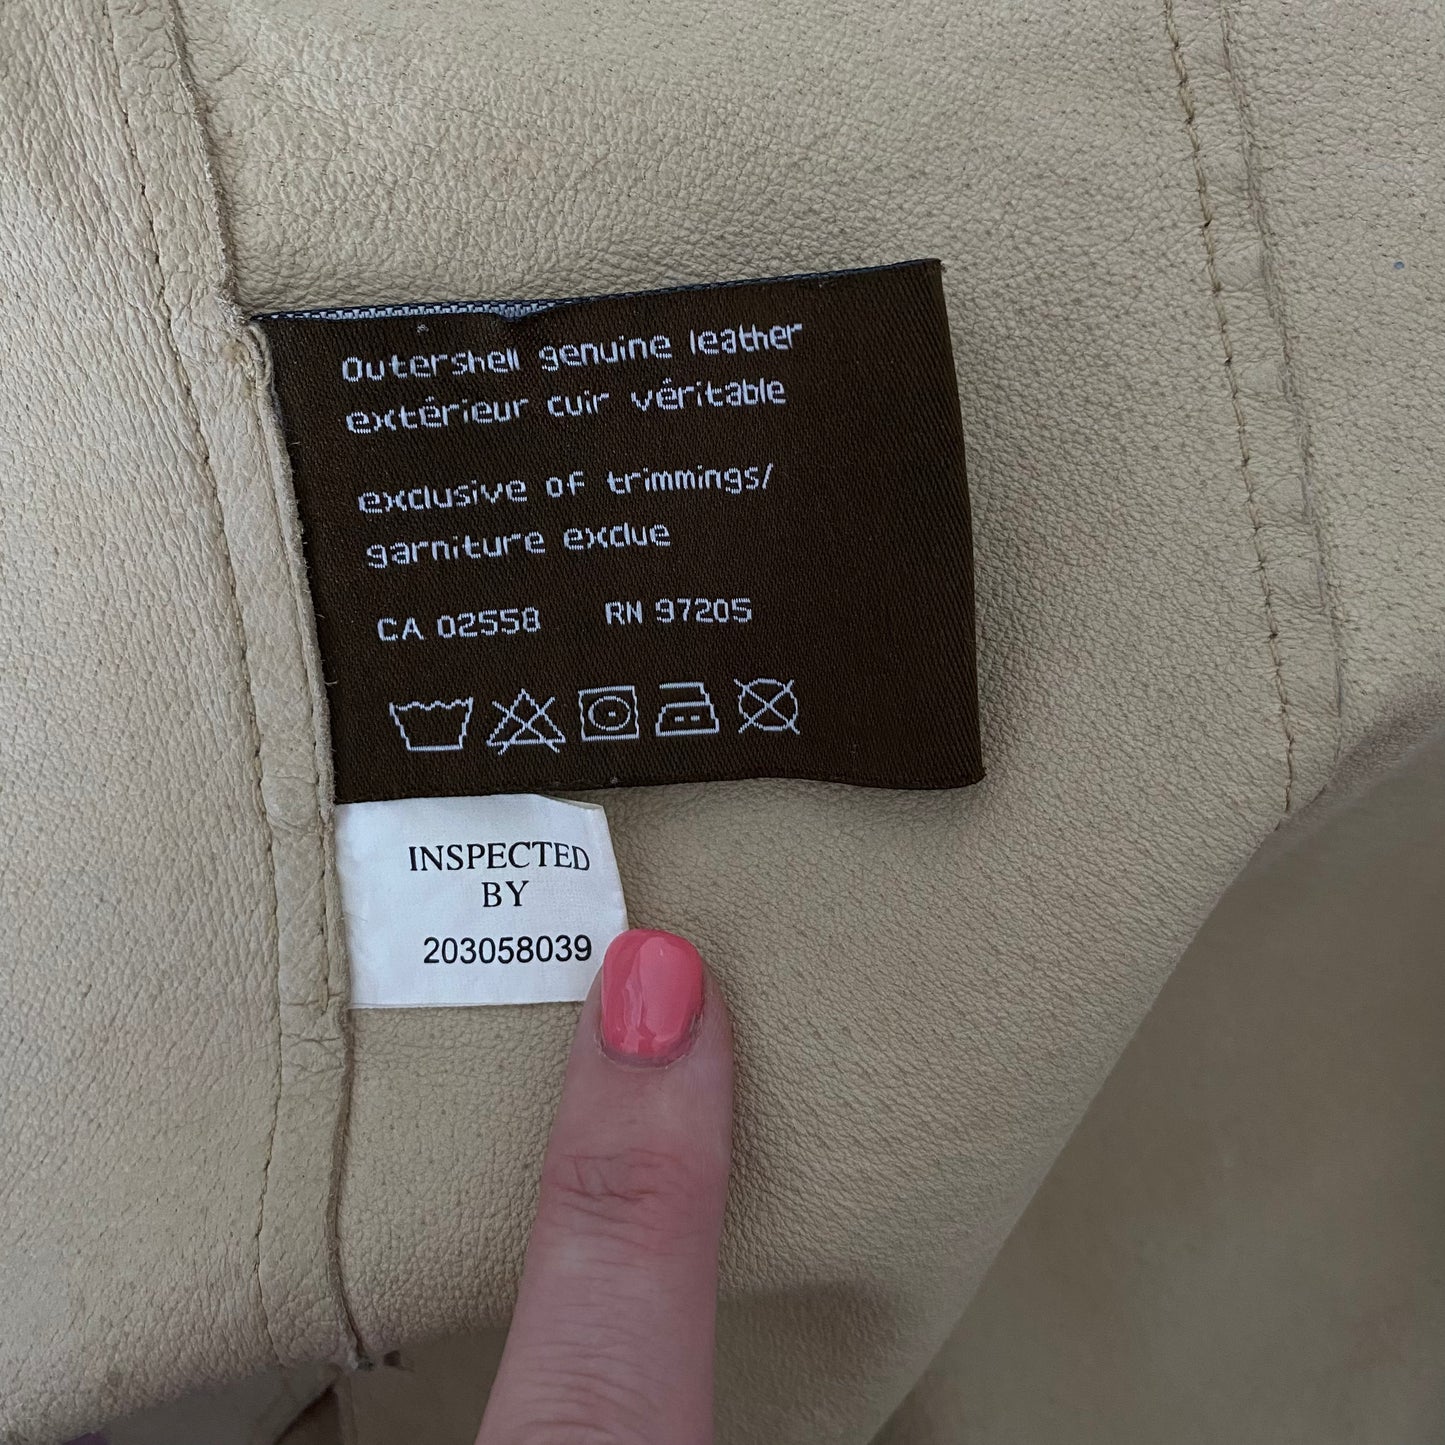 Outershell genuine leather
extérieur cuir véritable
exclusive of trimmings/
garniture exclue
CA 02558 RN 97205
INSPECTED
BY
203058039